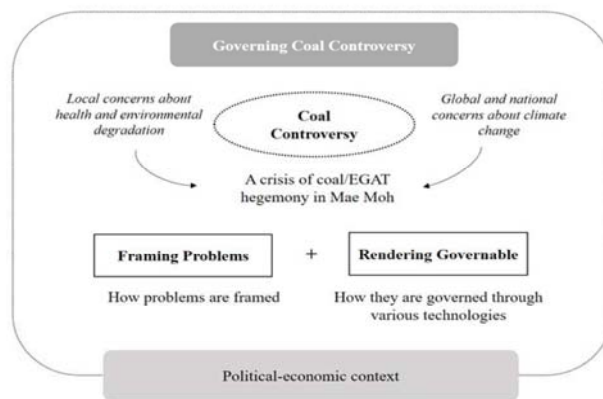 Governing Coal Controversy
Local concerns about
health and environmental
degradation
Coal
Controversy
Global and national
concerns about climate
change
A crisis of coal/EGAT
hegemony in Mae Moh
Framing Problems
+
Rendering Governable
How problems are framed
How they are governed through
various technologies
Political-economic context